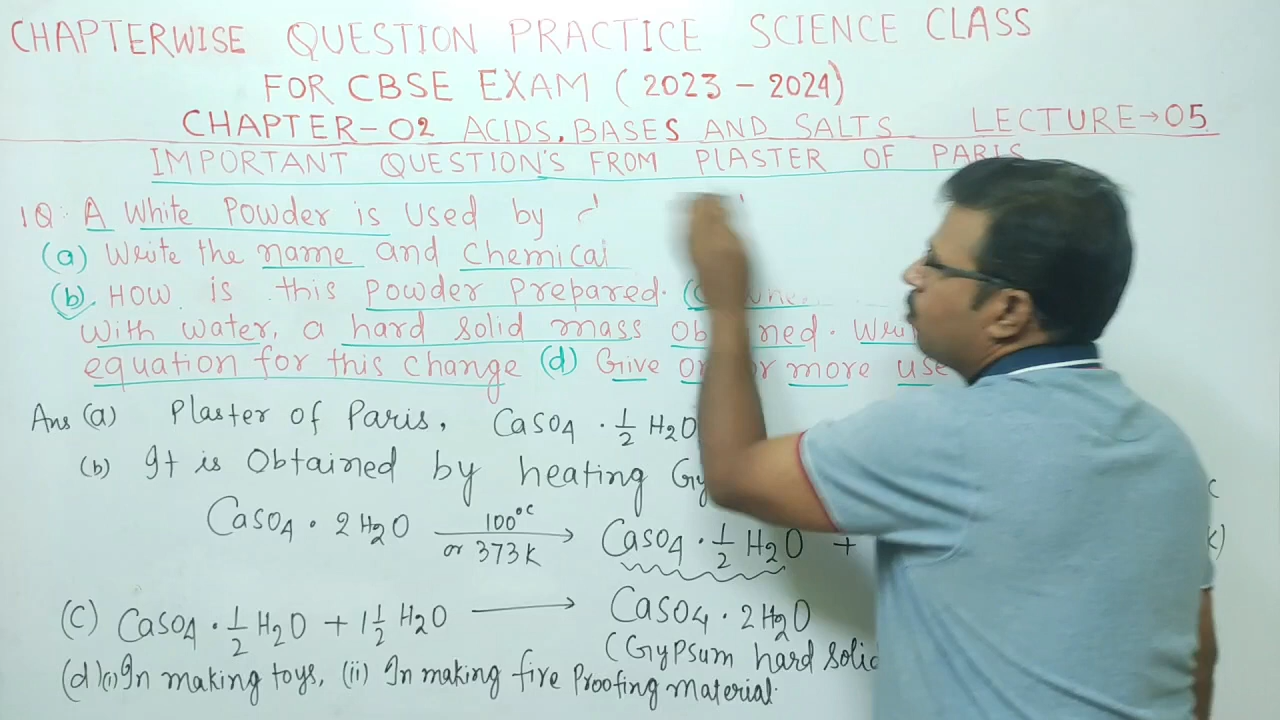 CHAPTERWISE QUESTION PRACTICE SCIENCE CLASS
FOR CBSE EXAM (2023-2024)
CHAPTER-02 ACIDS, BASES AND SALTS LECTURE→05
IMPORTANT QUESTION'S FROM PLASTER OF PARIS
1Q: A White Powder is used by
(a) Write the name and Chemical
(b). HOW is this Powder Prepared.
with water, a hard solid mass
equation for this change (d) Give or more use
Ans (a) Plaster of Paris, CaSO4 · 1/2 H2O
(b) It is Obtained by heating
CaSO4 · 2H2O 100°C or 373K → CaSO4 · 1/2 H2O +
(C) CaSO4 · 1/2 H2O + 1 1/2 H2O → CaSO4 · 2H2O
(Gypsum hard
(d)(i) In making toys, (ii) In making fire Proofing material.